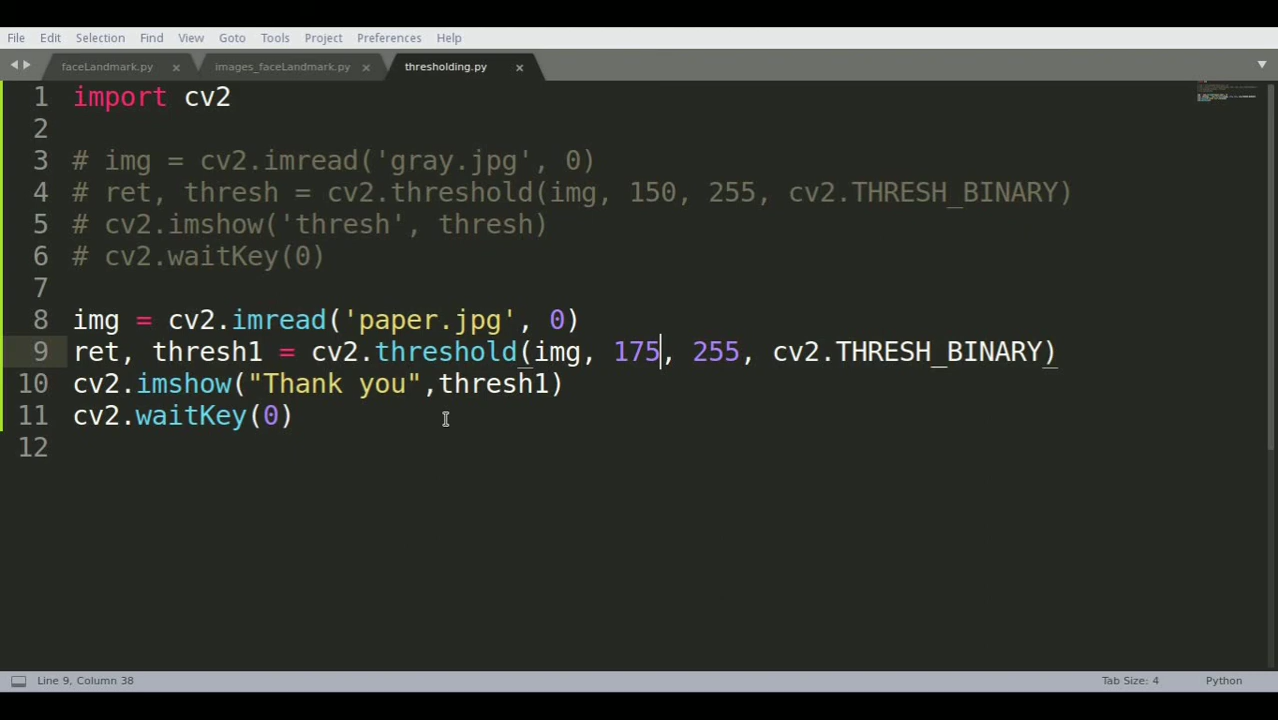 File Edit Selection Find View Goto Tools Project Preferences Help
faceLandmark.py × images_faceLandmark.py × thresholding.py ×
1 import cv2
2
3 # img = cv2.imread('gray.jpg', 0)
4 # ret, thresh = cv2.threshold(img, 150, 255, cv2.THRESH_BINARY)
5 # cv2.imshow('thresh', thresh)
6 # cv2.waitKey(0)
7
8 img = cv2.imread('paper.jpg', 0)
9 ret, thresh1 = cv2.threshold(img, 175, 255, cv2.THRESH_BINARY)
10 cv2.imshow("Thank you",thresh1)
11 cv2.waitKey(0)
12
Line 9, Column 38 Tab Size: 4 Python